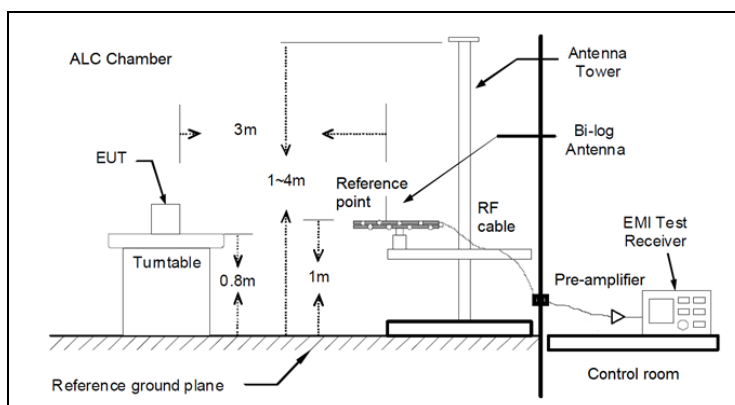 ALC Chamber
Antenna
Tower
3m
Bi-log
Antenna
EUT
1~4m
Reference
point
RF
cable
EMI Test
Receiver
Turntable
0.8m
1m
Pre-amplifier
Reference ground plane
Control room